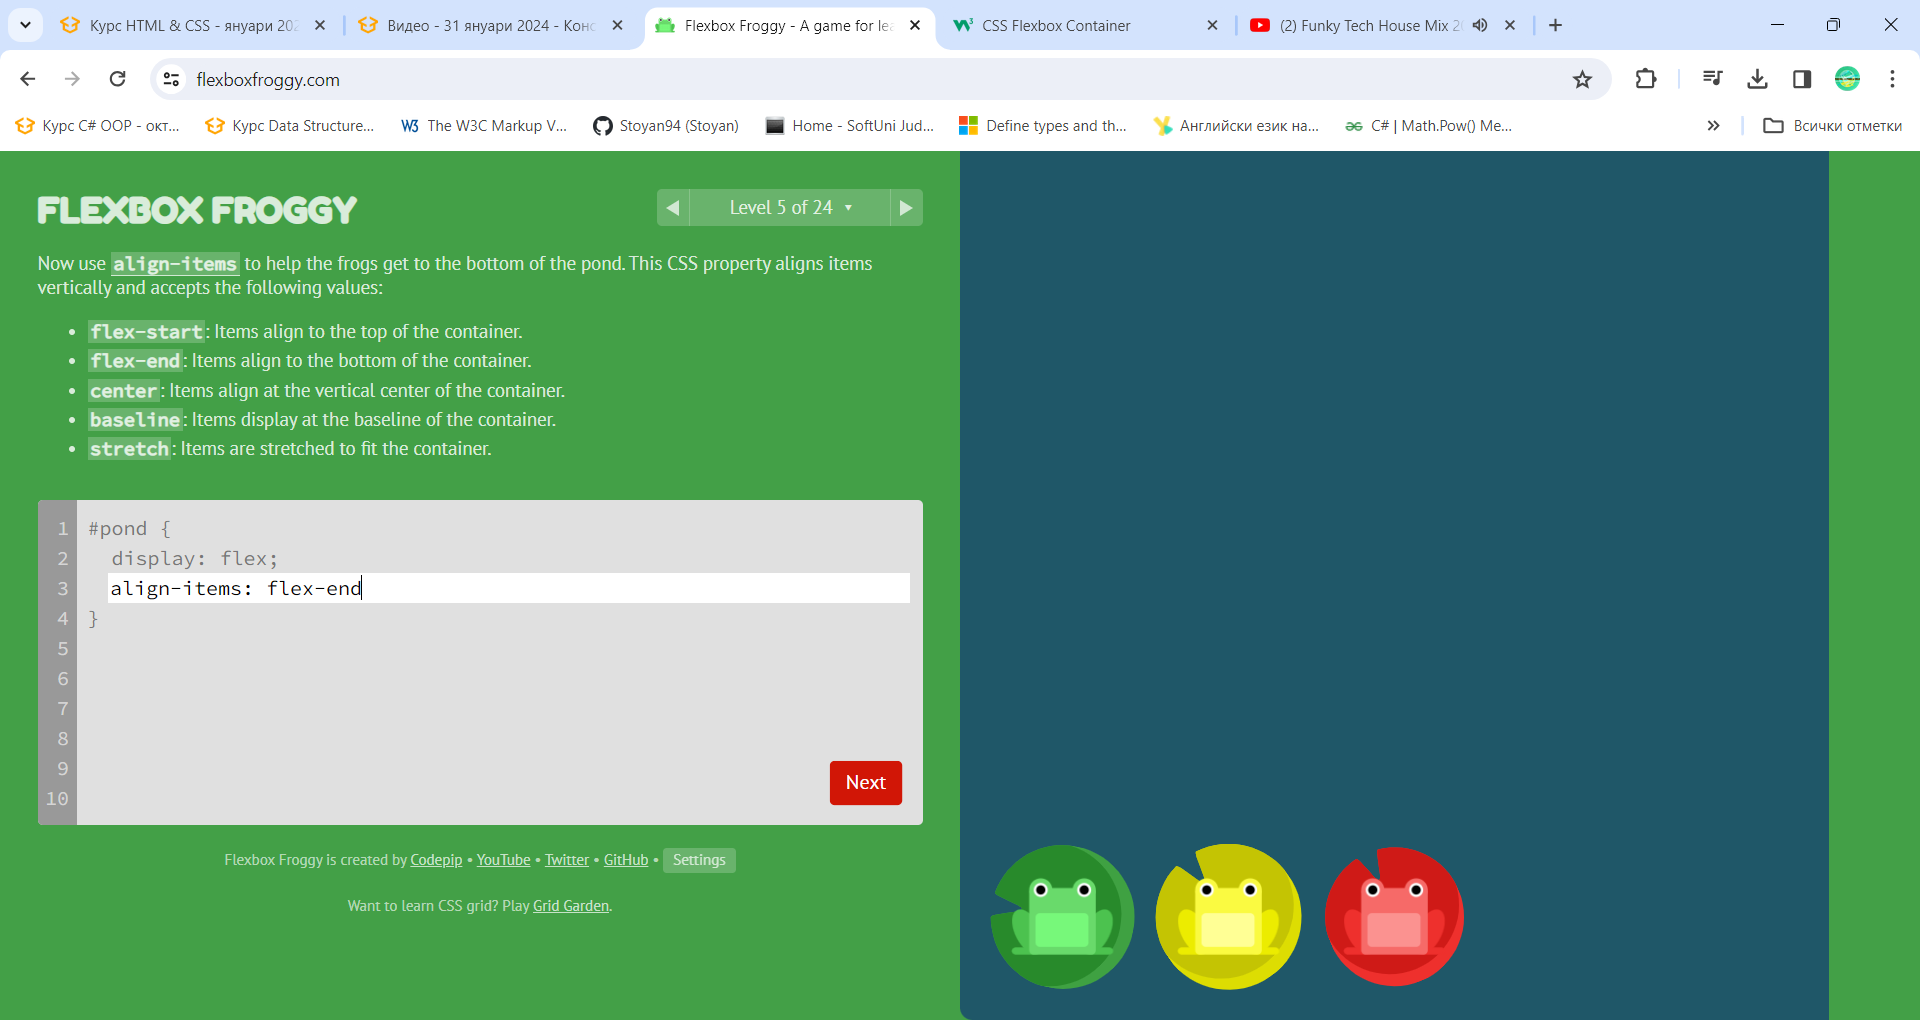 Курс HTML & CSS - януари 202
Видео - 31 януари 2024 - Конс
Flexbox Froggy - A game for lea
CSS Flexbox Container
(2) Funky Tech House Mix 20
flexboxfroggy.com
Курс C# OOP - окт...
Курс Data Structure...
The W3C Markup V...
Stoyan94 (Stoyan)
Home - SoftUni Jud...
Define types and th...
Английски език на...
C# | Math.Pow() Me...
Всички отметки
FLEXBOX FROGGY
Level 5 of 24
Now use align-items to help the frogs get to the bottom of the pond. This CSS property aligns items
vertically and accepts the following values:
• flex-start: Items align to the top of the container.
• flex-end: Items align to the bottom of the container.
• center: Items align at the vertical center of the container.
• baseline: Items display at the baseline of the container.
• stretch: Items are stretched to fit the container.
1 #pond {
2 display: flex;
3 align-items: flex-end
4 }
5
6
7
8
9
10
Next
Flexbox Froggy is created by Codepip • YouTube • Twitter • GitHub • Settings
Want to learn CSS grid? Play Grid Garden.